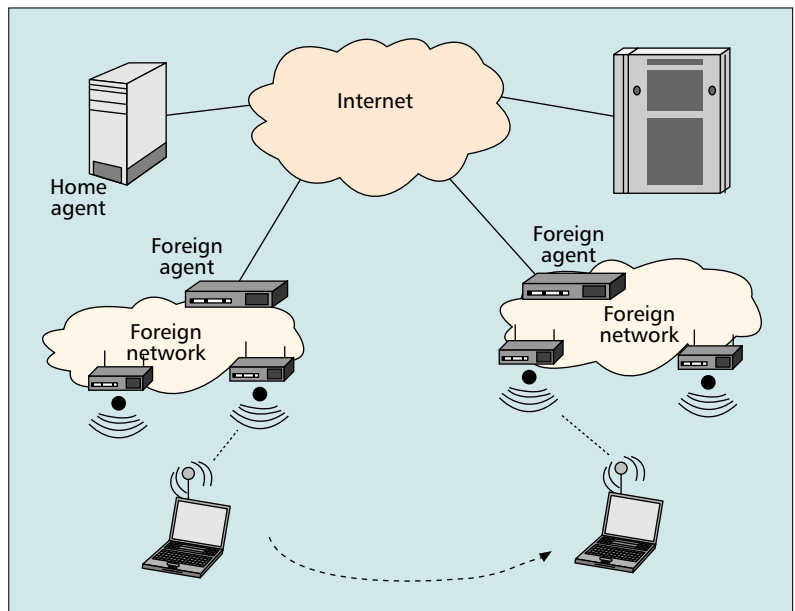 Internet
Home
agent
Foreign
agent
Foreign
agent
Foreign
network
Foreign
network